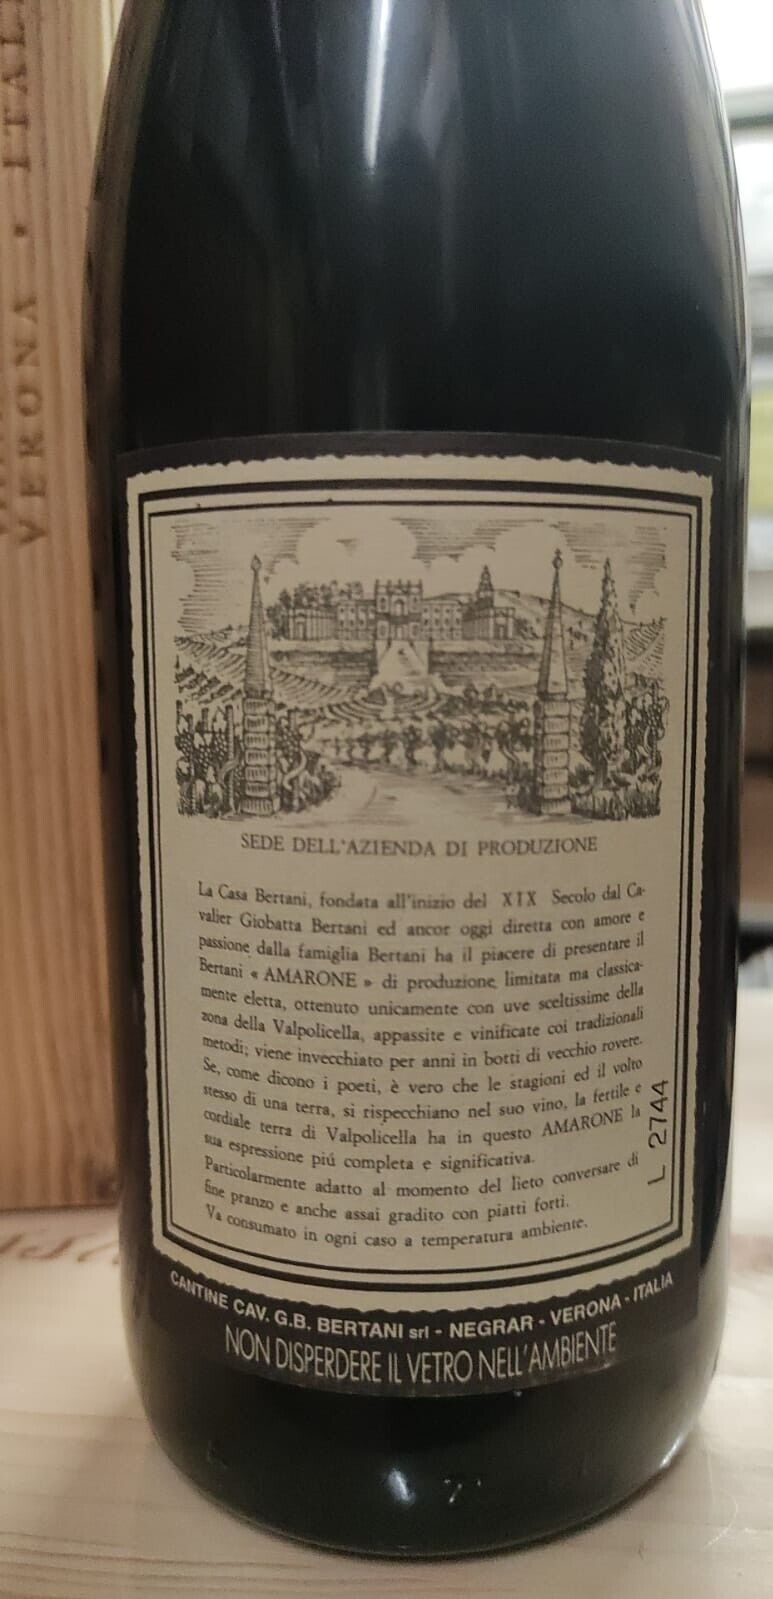 VERONA • ITAL
VERONA
SEDE DELL'AZIENDA DI PRODUZIONE
La Casa Bertani, fondata all'inizio del XIX Secolo dal Ca-
valier Giobatta Bertani ed ancor oggi diretta con amore e
passione dalla famiglia Bertani ha il piacere di presentare il
Bertani « AMARONE » di produzione limitata ma classica-
mente eletta, ottenuto unicamente con uve sceltissime della
zona della Valpolicella, appassite e vinificate coi tradizionali
metodi; viene invecchiato per anni in botti di vecchio rovere.
Se, come dicono i poeti, è vero che le stagioni ed il volto
stesso di una terra, si rispecchiano nel suo vino, la fertile e
cordiale terra di Valpolicella ha in questo AMARONE la
sua espressione piú completa e significativa.
Particolarmente adatto al momento del lieto conversare di
fine pranzo e anche assai gradito con piatti forti.
Va consumato in ogni caso a temperatura ambiente.
L 2744
CANTINE CAV. G.B. BERTANI srl - NEGRAR - VERONA - ITALIA
NON DISPERDERE IL VETRO NELL'AMBIENTE